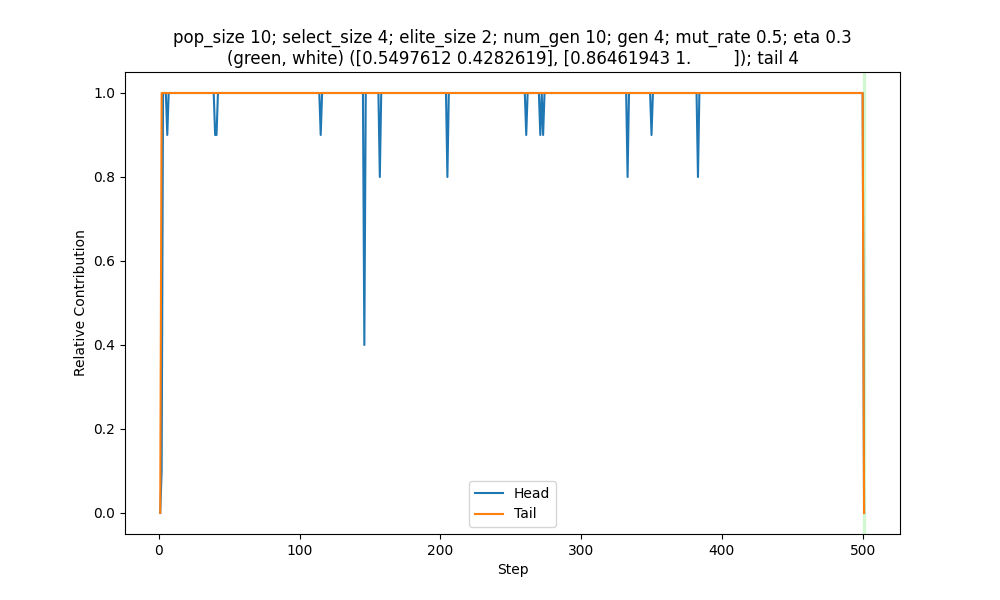 pop_size 10; select_size 4; elite_size 2; num_gen 10; gen 4; mut_rate 0.5; eta 0.3
(green, white) ([0.5497612 0.4282619], [0.86461943 1.        ]); tail 4
1.0
0.8
0.6
0.4
0.2
0.0
Relative Contribution
Head
Tail
0 100 200 300 400 500
Step